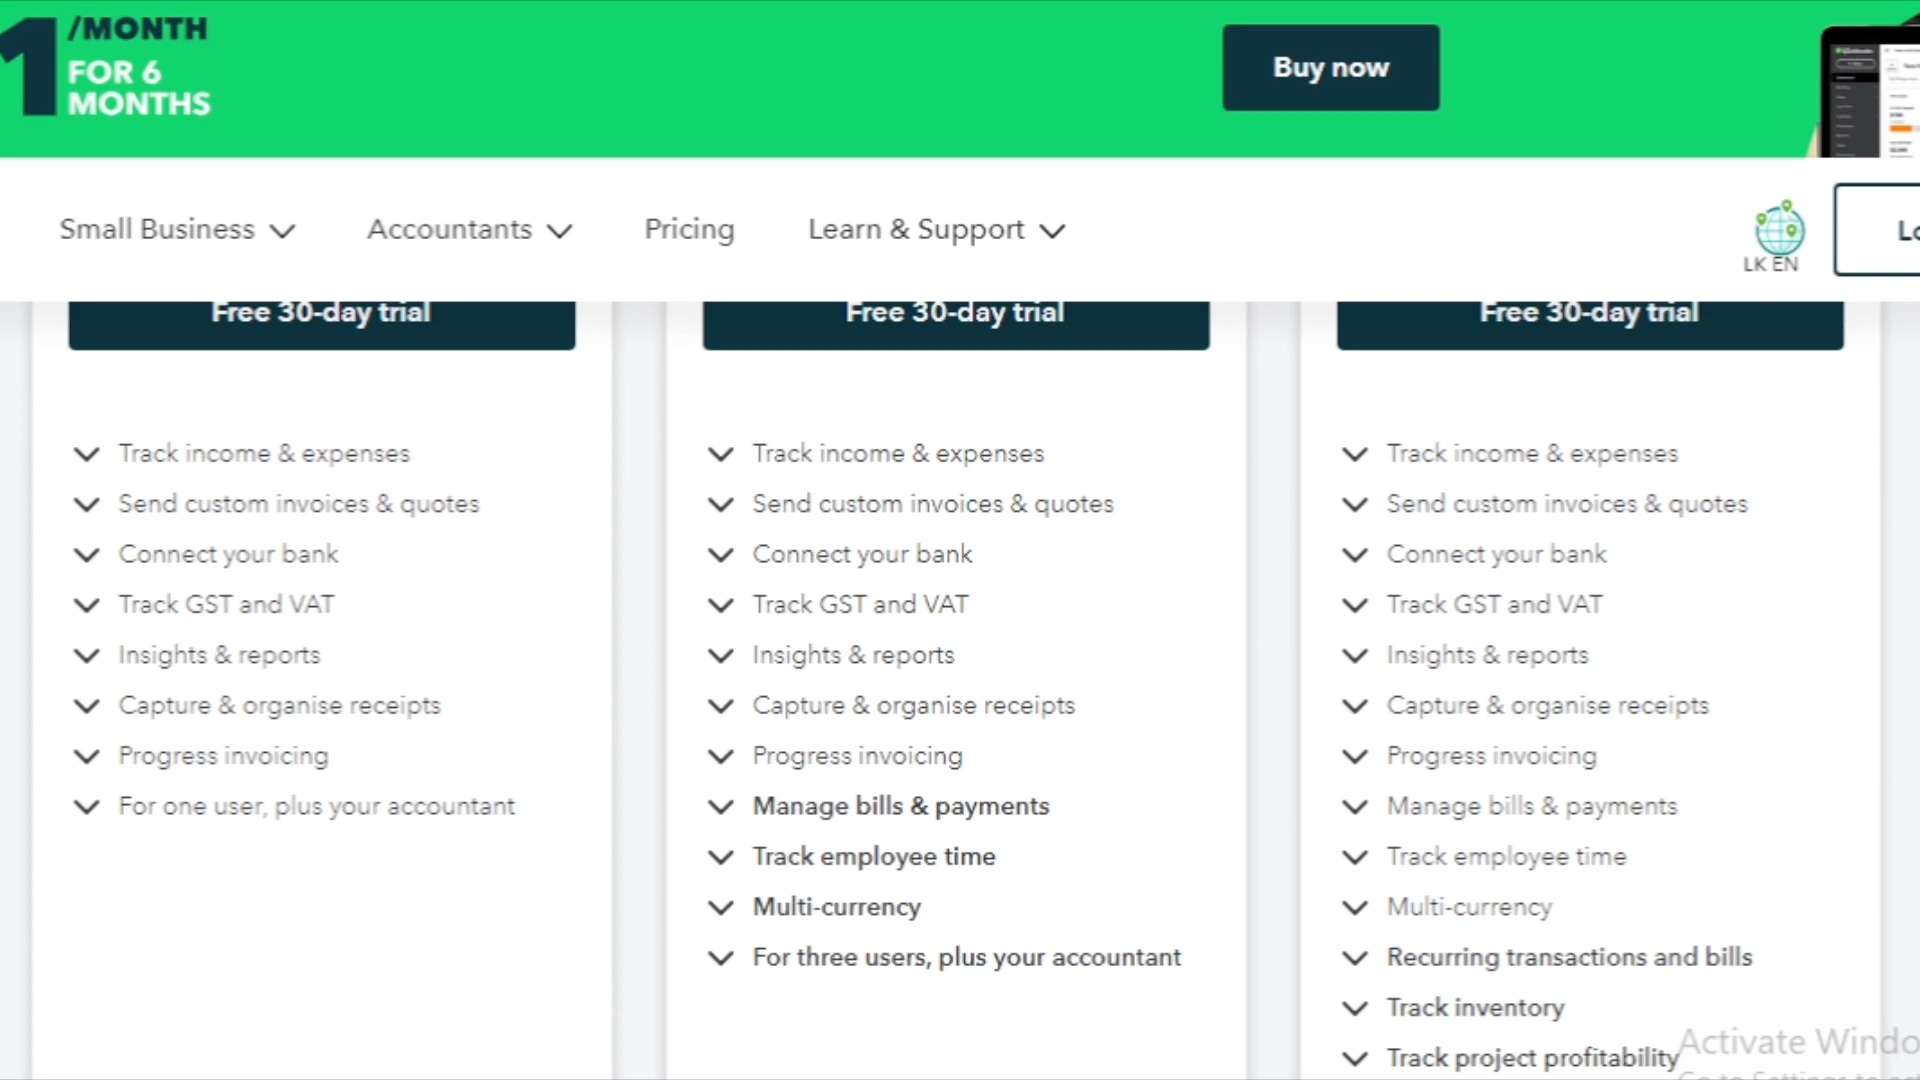 1
/MONTH
FOR 6
MONTHS
Buy now
Small Business
Accountants
Pricing
Learn & Support
LK EN
Free 30-day trial
Track income & expenses
Send custom invoices & quotes
Connect your bank
Track GST and VAT
Insights & reports
Capture & organise receipts
Progress invoicing
For one user, plus your accountant
Free 30-day trial
Track income & expenses
Send custom invoices & quotes
Connect your bank
Track GST and VAT
Insights & reports
Capture & organise receipts
Progress invoicing
Manage bills & payments
Track employee time
Multi-currency
For three users, plus your accountant
Free 30-day trial
Track income & expenses
Send custom invoices & quotes
Connect your bank
Track GST and VAT
Insights & reports
Capture & organise receipts
Progress invoicing
Manage bills & payments
Track employee time
Multi-currency
Recurring transactions and bills
Track inventory
Track project profitability
Activate Windo